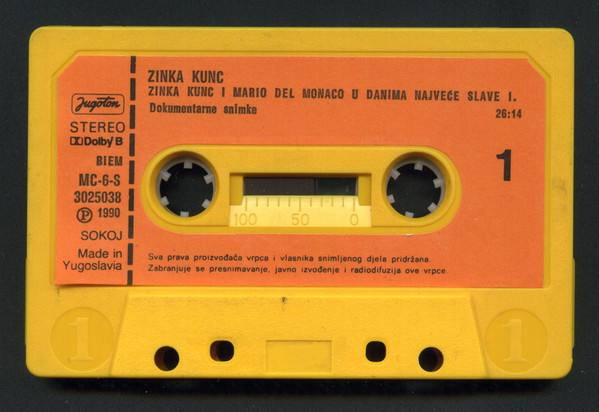 Jugoton
STEREO
Dolby B
BIEM
MC-6-S
3025038
Ⓟ 1990
SOKOJ
Made in
Yugoslavia
ZINKA KUNC
ZINKA KUNC I MARIO DEL MONACO U DANIMA NAJVEĆE SLAVE I.
Dokumentarne snimke
26:14
1
100 50 0
Sva prava proizvođača vrpca i vlasnika snimljenog djela pridržana.
Zabranjuje se presnimavanje, javno izvođenje i radiodifuzija ove vrpce.
1
1